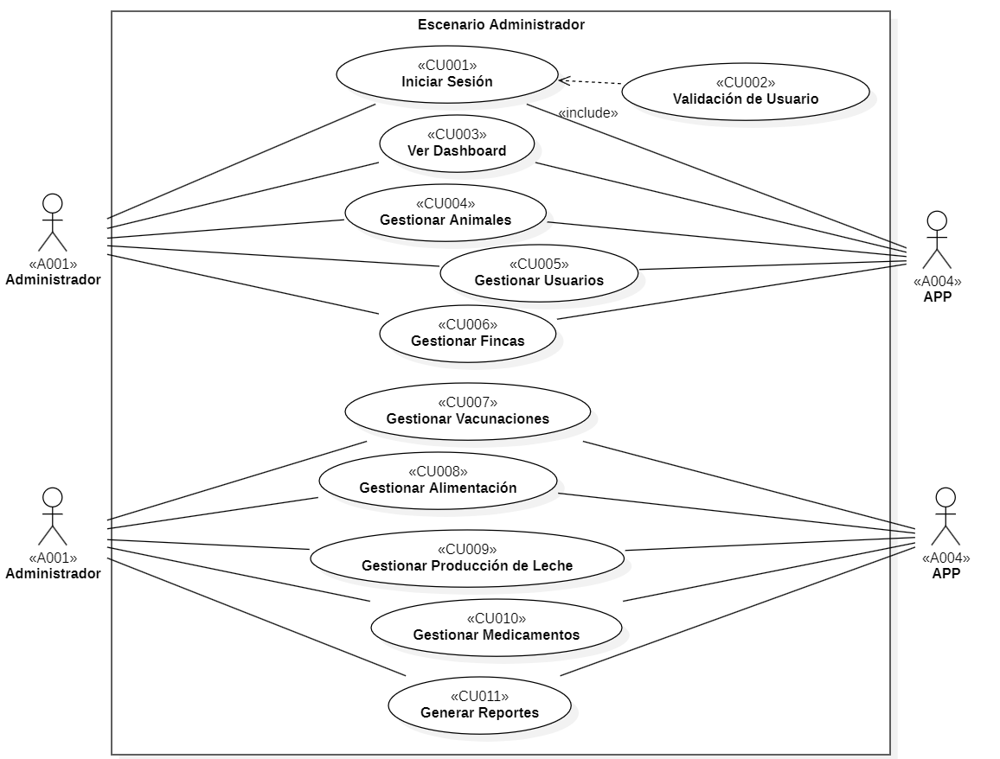 Escenario Administrador
«CU001»
Iniciar Sesión
«CU002»
Validación de Usuario
«include»
«CU003»
Ver Dashboard
«CU004»
Gestionar Animales
«CU005»
Gestionar Usuarios
«CU006»
Gestionar Fincas
«A001»
Administrador
«A004»
APP
«CU007»
Gestionar Vacunaciones
«CU008»
Gestionar Alimentación
«CU009»
Gestionar Producción de Leche
«CU010»
Gestionar Medicamentos
«CU011»
Generar Reportes
«A001»
Administrador
«A004»
APP